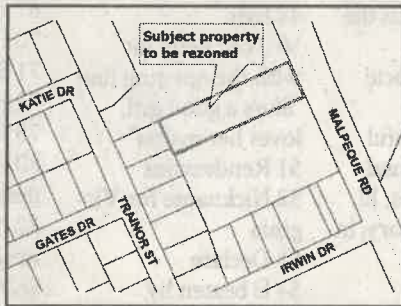 Subject property
to be rezoned
KATIE DR
MALPEQUE RD
GATES DR
TRAINOR ST
IRWIN DR